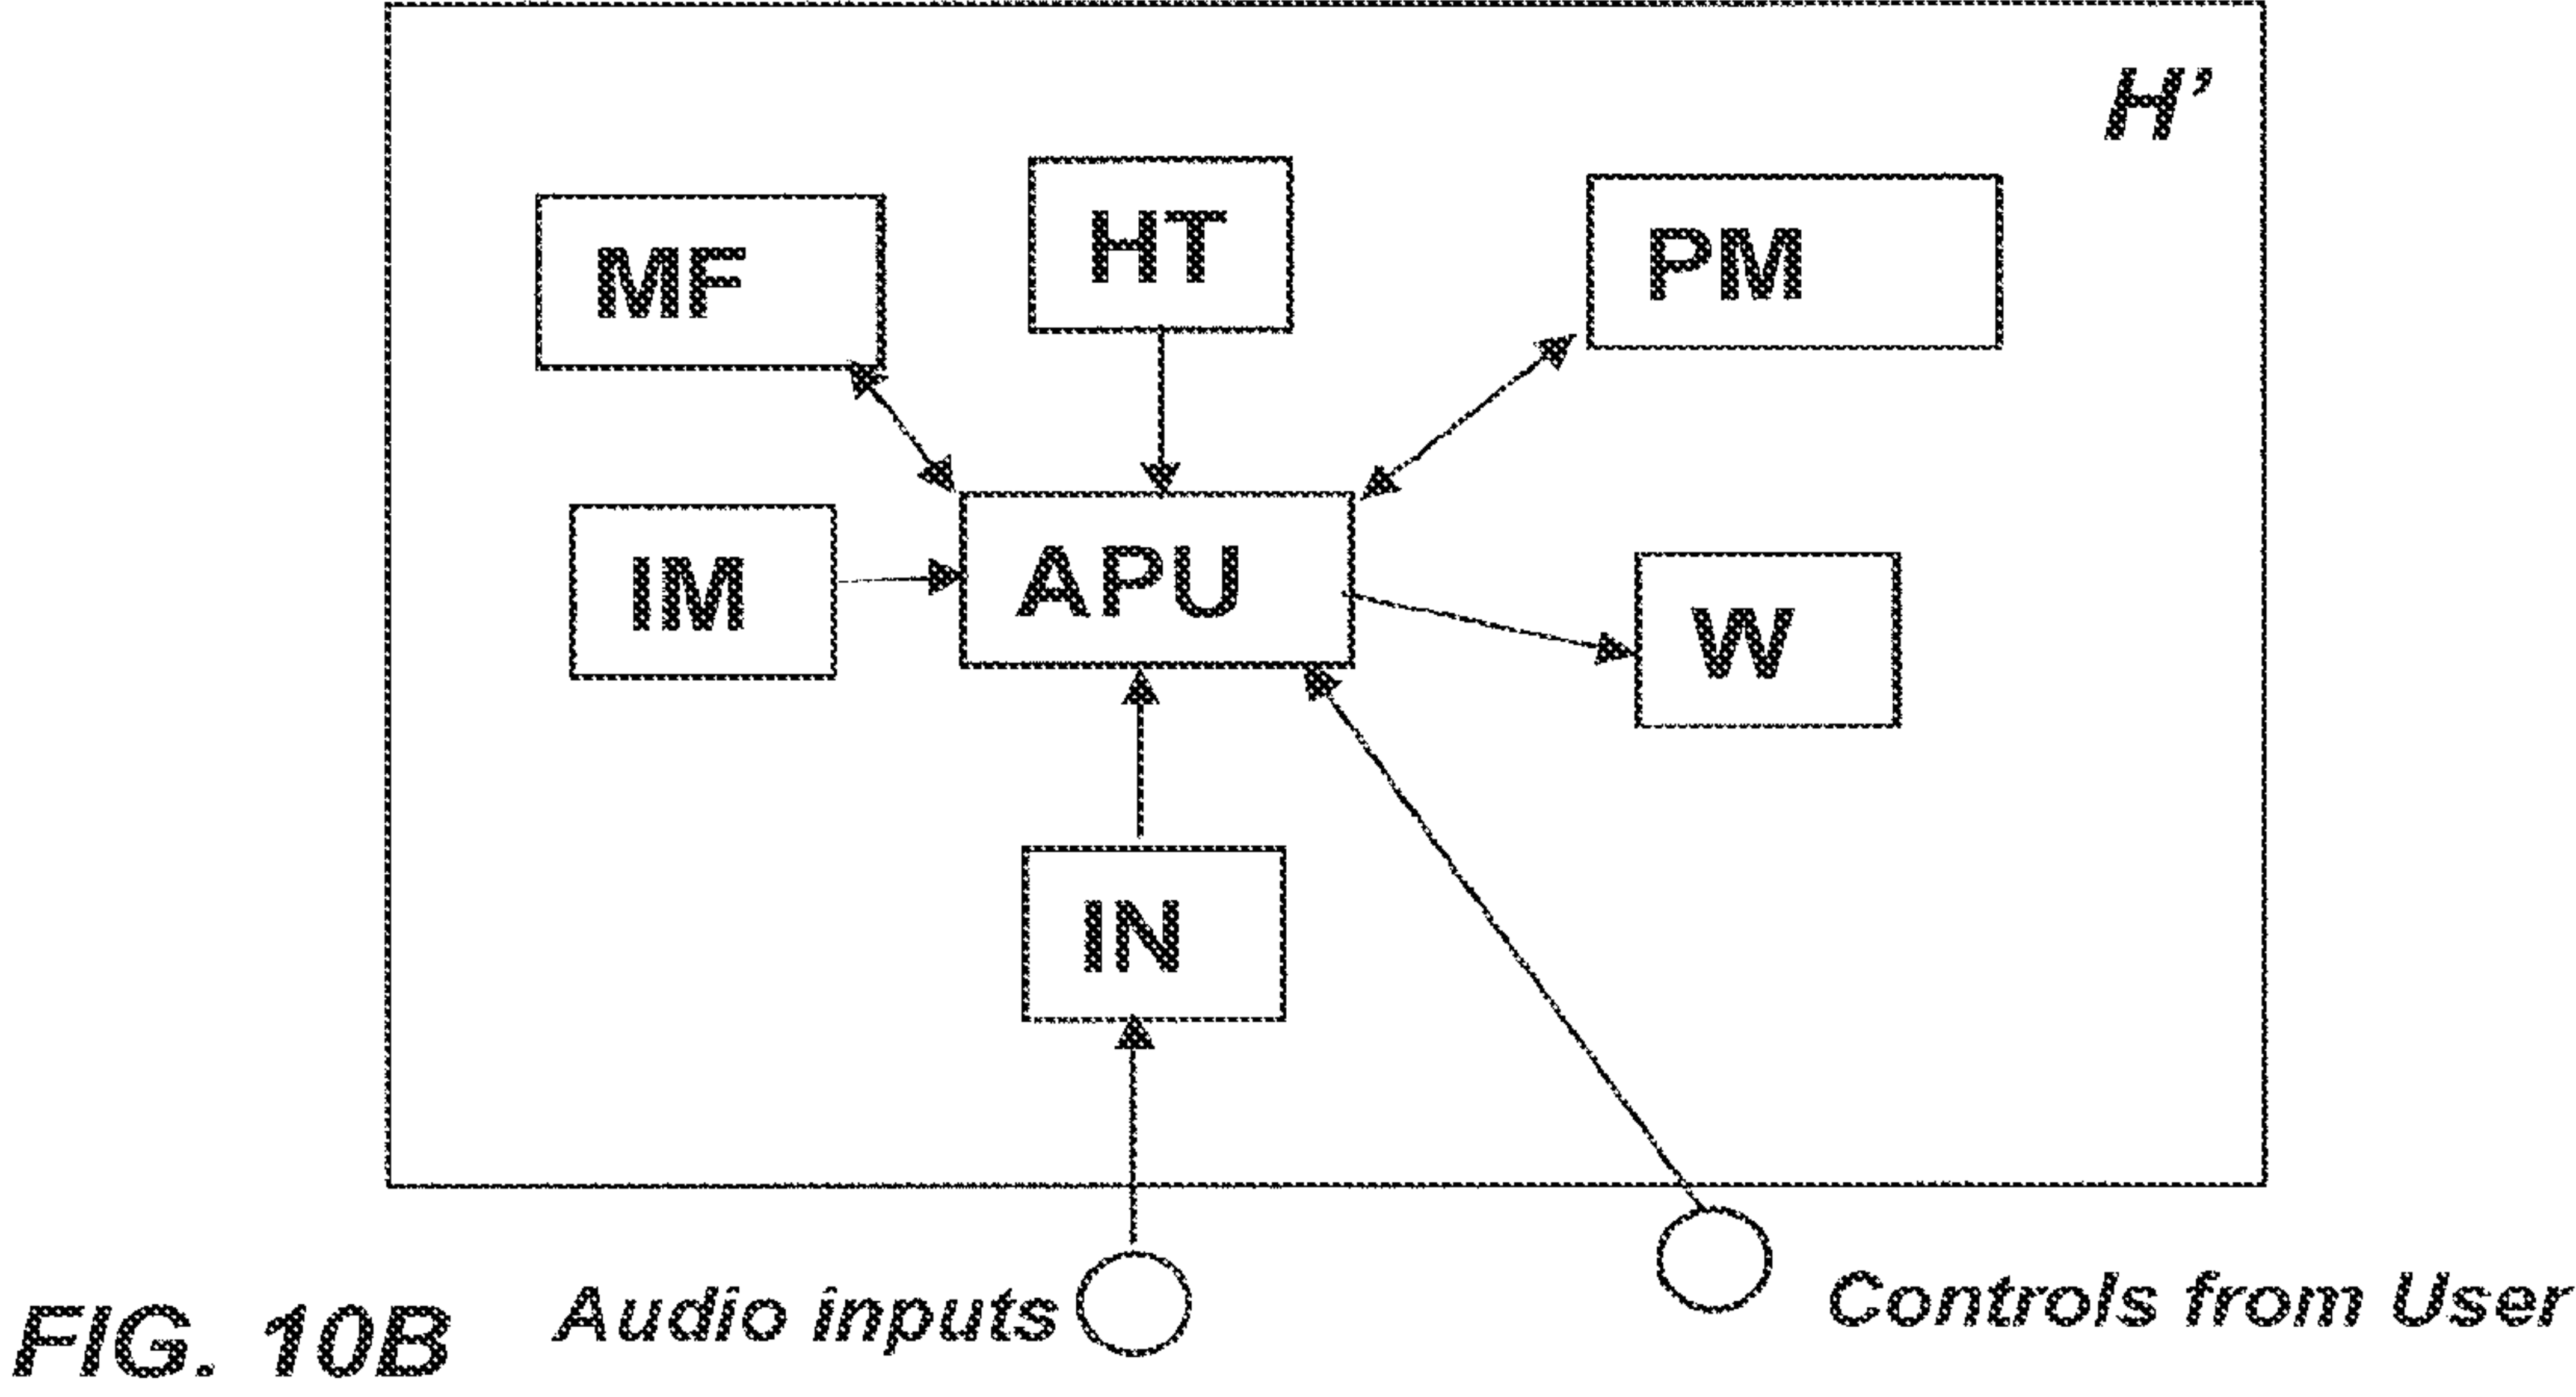 H'
HT
PM
MF
APU
IM
W
IN
Audio inputs
Controls from User
FIG. 10B